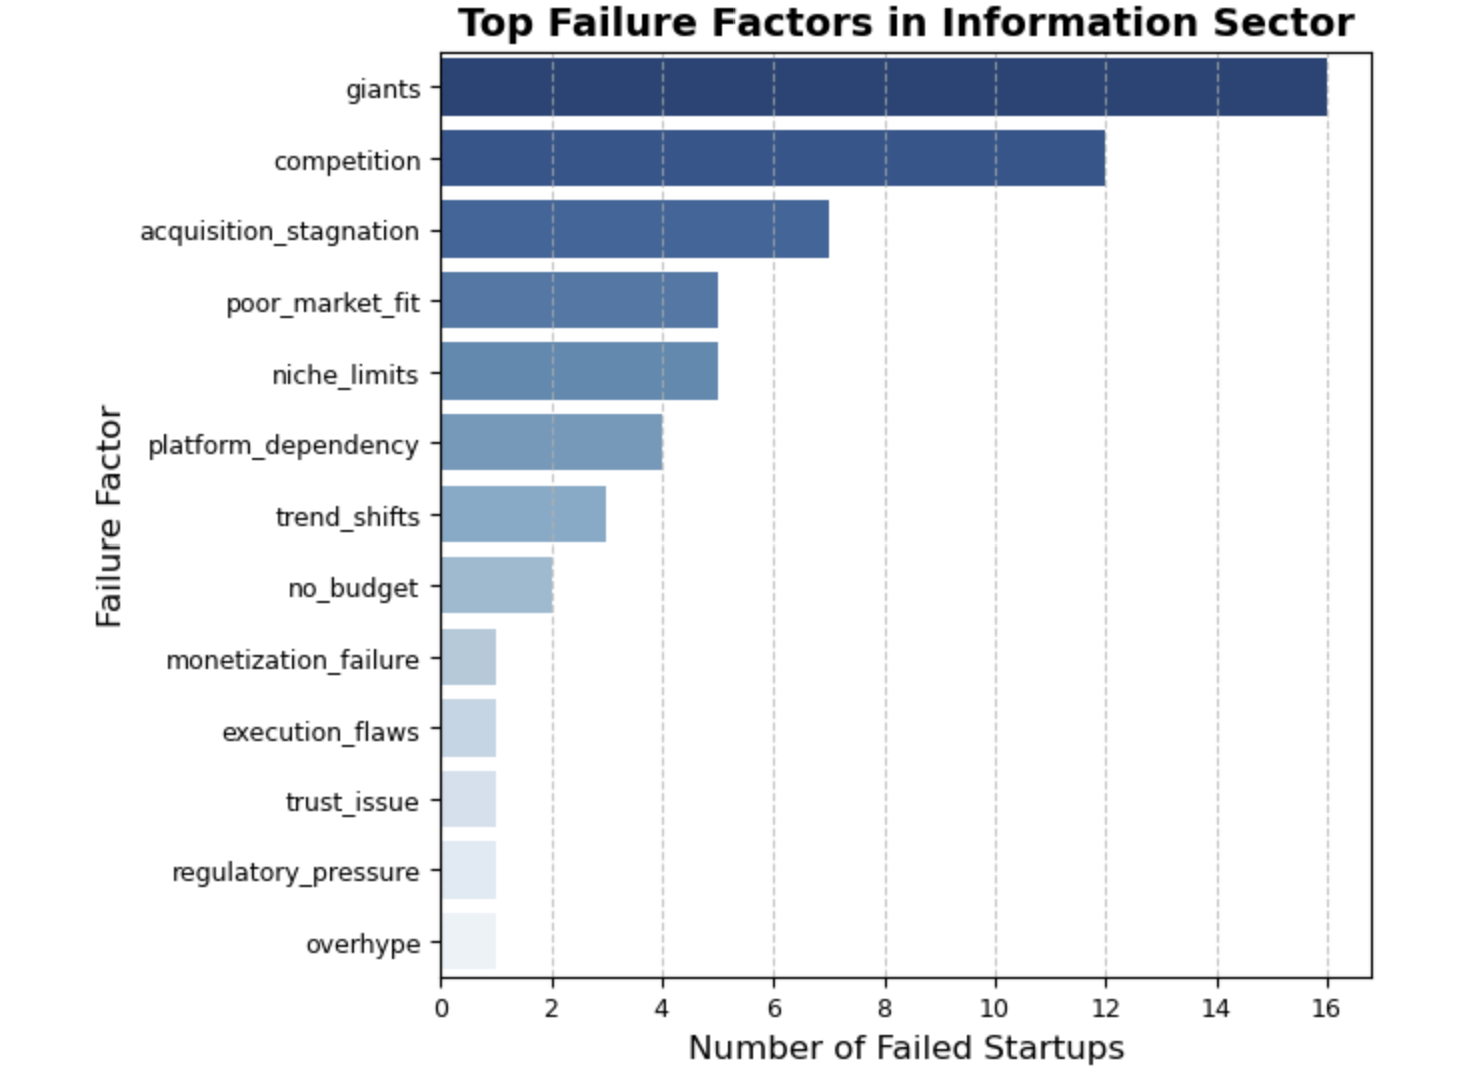 Top Failure Factors in Information Sector
giants
competition
acquisition_stagnation
poor_market_fit
niche_limits
platform_dependency
trend_shifts
no_budget
monetization_failure
execution_flaws
trust_issue
regulatory_pressure
overhype
Failure Factor
0 2 4 6 8 10 12 14 16
Number of Failed Startups